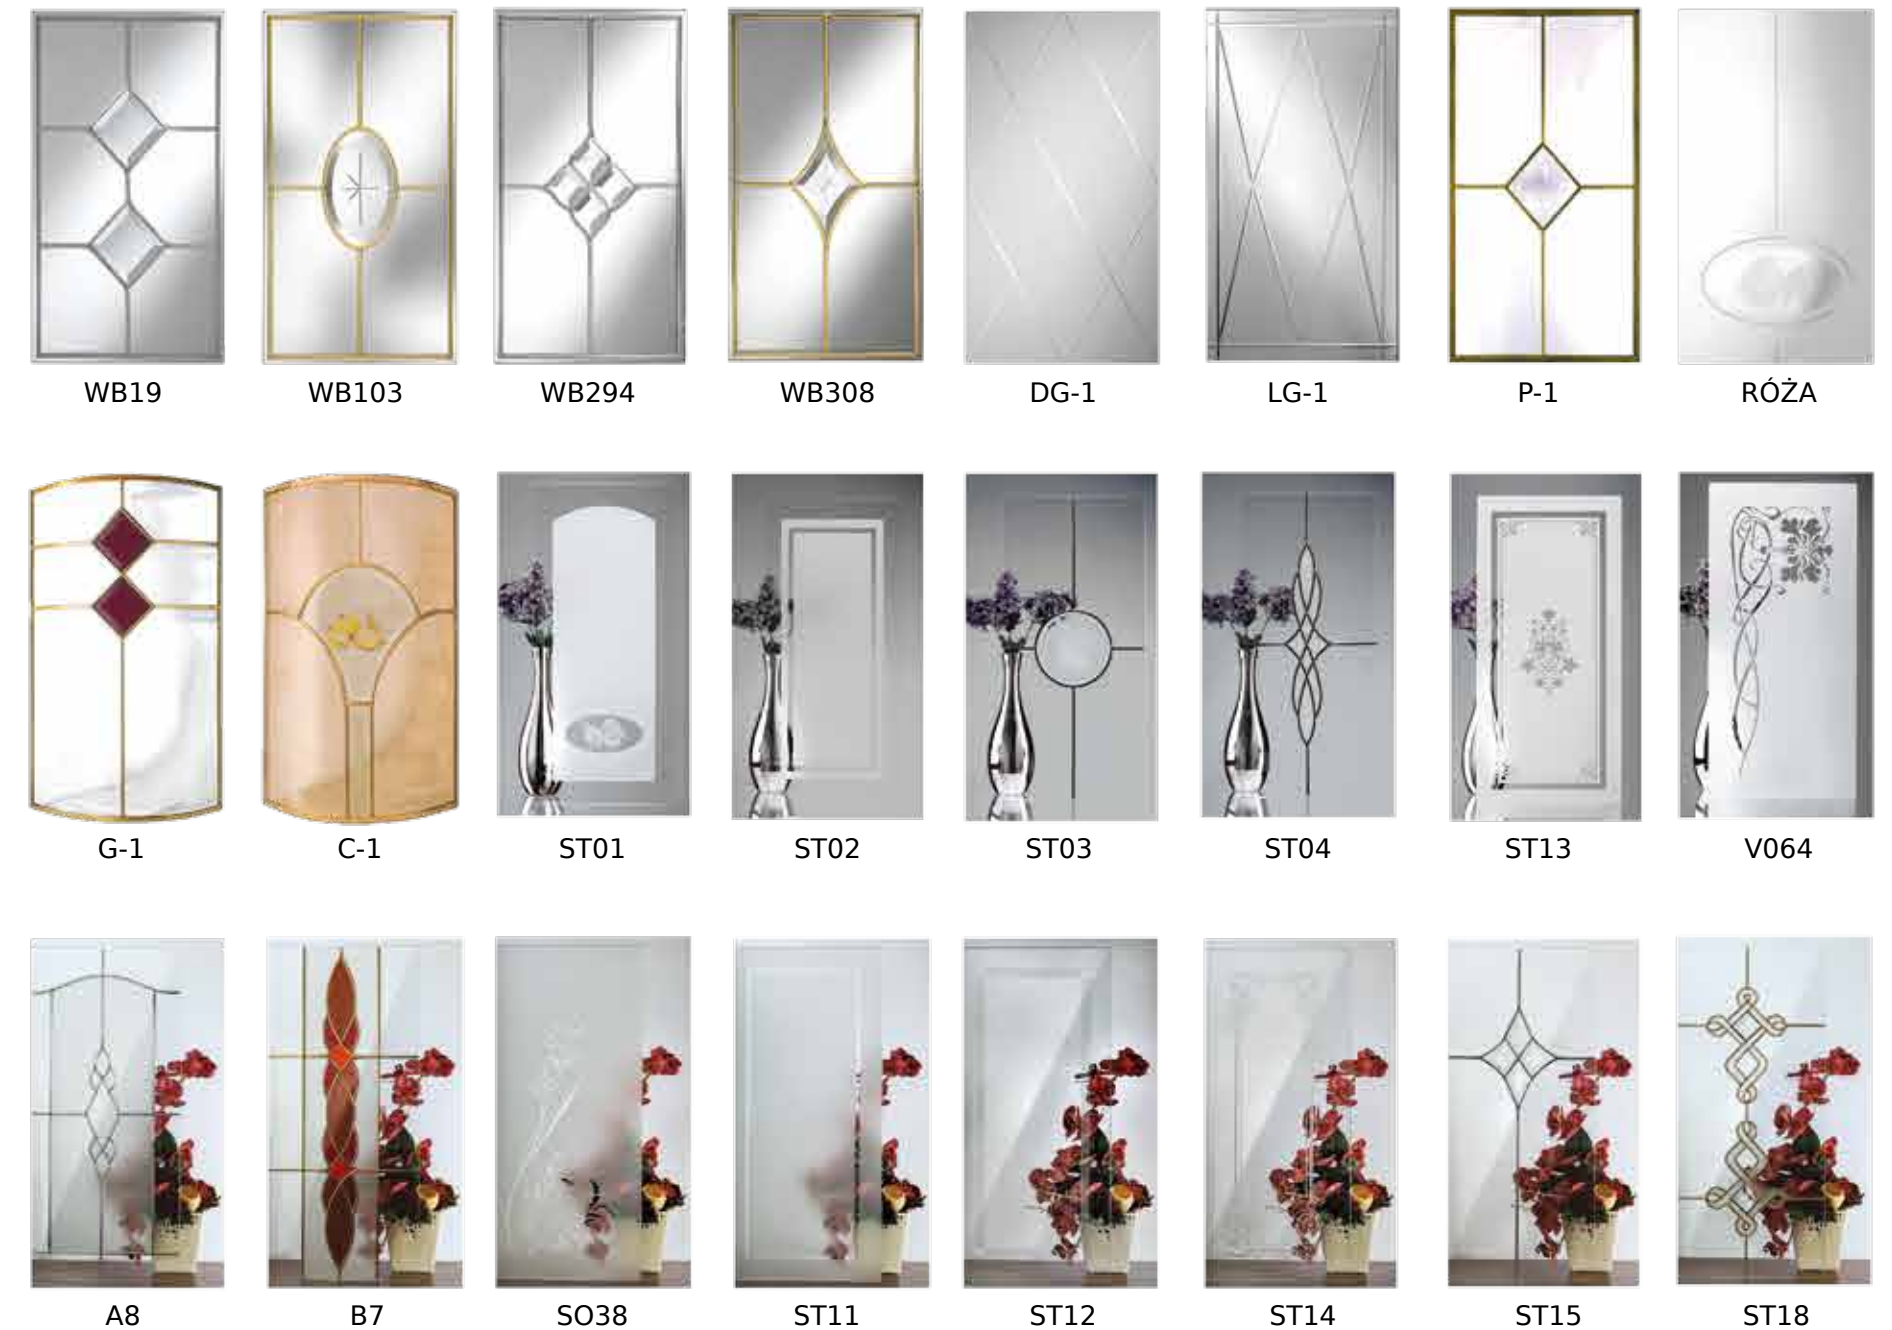 WB19 WB103 WB294 WB308 DG-1 LG-1 P-1 RÓŻA
G-1 C-1 ST01 ST02 ST03 ST04 ST13 V064
A8 B7 SO38 ST11 ST12 ST14 ST15 ST18